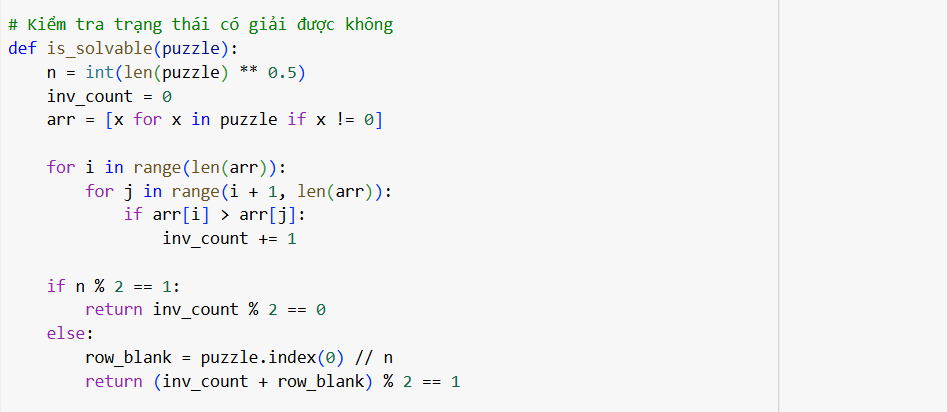 # Kiểm tra trạng thái có giải được không
def is_solvable(puzzle):
    n = int(len(puzzle) ** 0.5)
    inv_count = 0
    arr = [x for x in puzzle if x != 0]
    for i in range(len(arr)):
        for j in range(i + 1, len(arr)):
            if arr[i] > arr[j]:
                inv_count += 1
    if n % 2 == 1:
        return inv_count % 2 == 0
    else:
        row_blank = puzzle.index(0) // n
        return (inv_count + row_blank) % 2 == 1